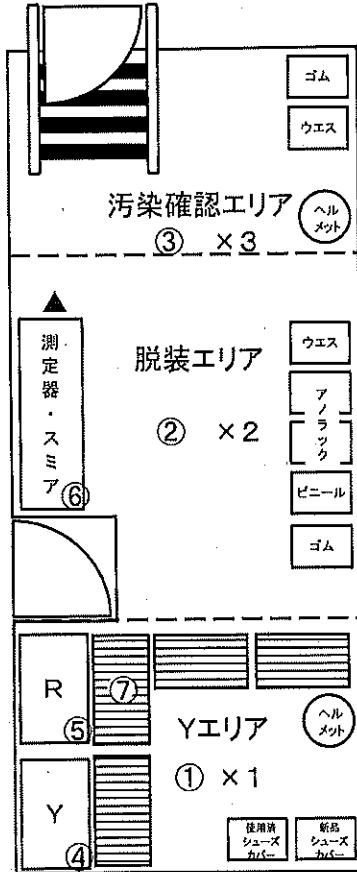 ゴム
ウエス
汚染確認エリア
ヘル
メット
③ ×3
▲
測定器・スミア
⑥
脱装エリア
② ×2
ウエス
アノラック
ビニール
ゴム
R
⑤
⑦
Yエリア
ヘル
メット
① ×1
Y
④
使用済
シューズ
カバー
新品
シューズ
カバー